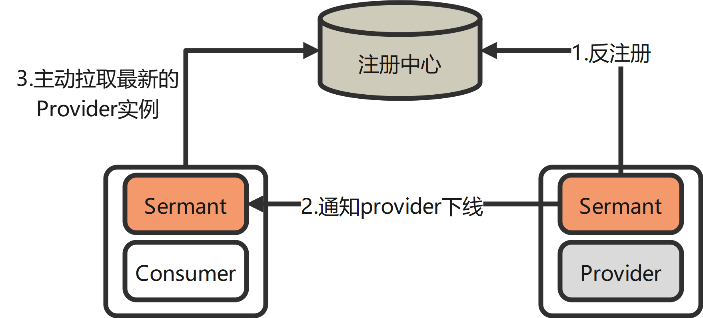 注册中心
1.反注册
3.主动拉取最新的
Provider实例
Sermant
2.通知provider下线
Sermant
Consumer
Provider